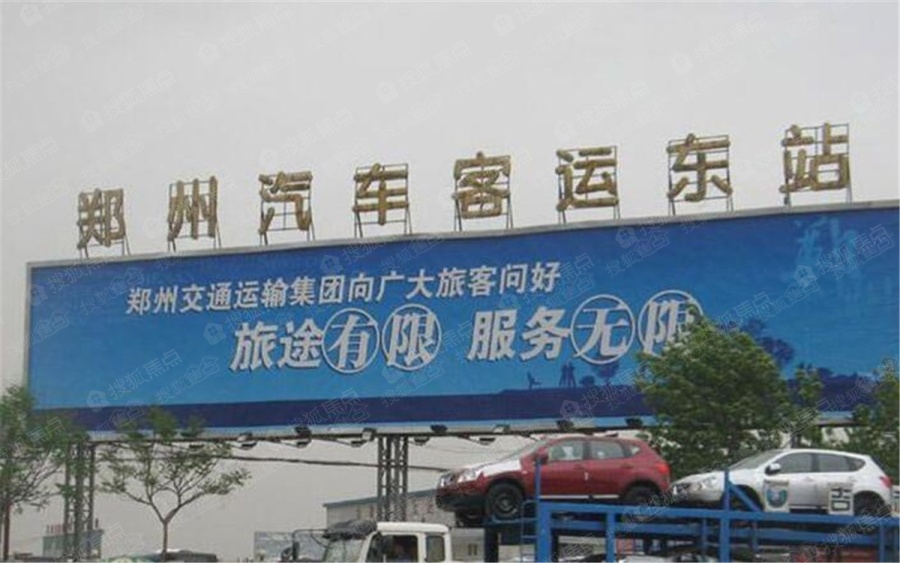 郑州汽车客运东站
郑州交通运输集团向广大旅客问好
旅途有限 服务无限